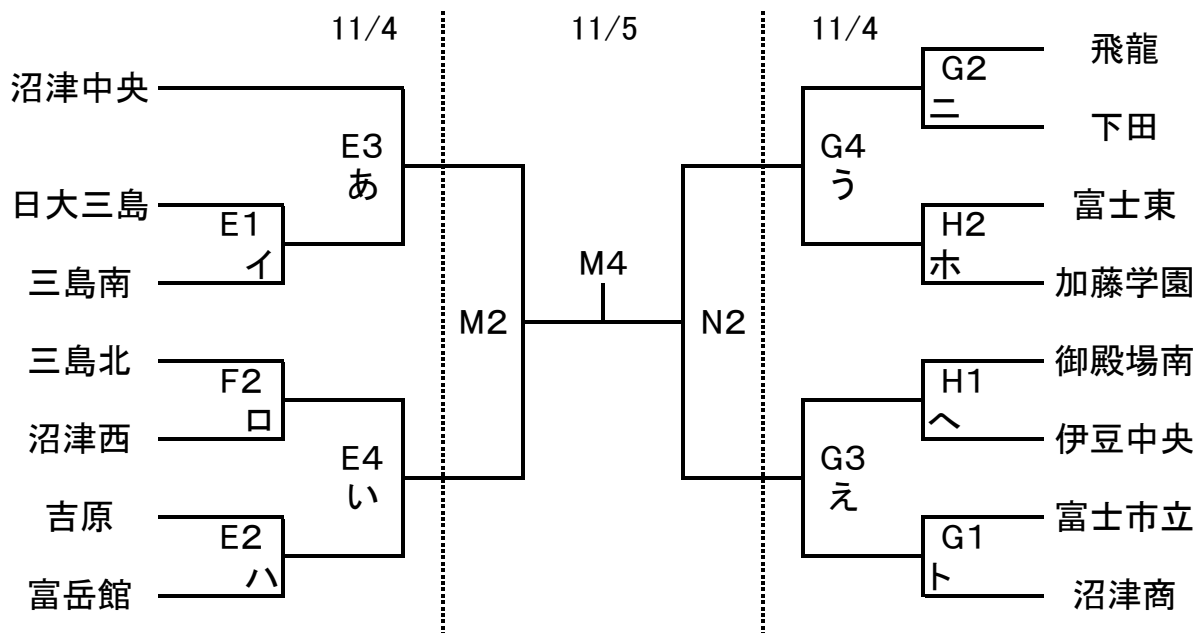 11/4
11/5
11/4
沼津中央
日大三島
三島南
三島北
沼津西
吉原
富岳館
E1
イ
F2
ロ
E2
ハ
E3
あ
E4
い
M2
M4
N2
G4
う
G3
え
G2
ニ
H2
ホ
H1
ヘ
G1
ト
飛龍
下田
富士東
加藤学園
御殿場南
伊豆中央
富士市立
沼津商